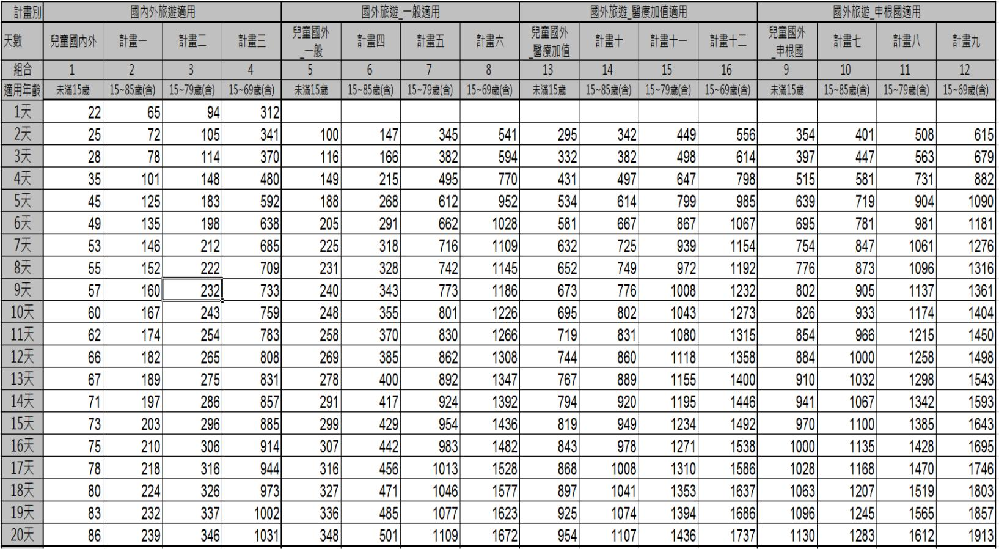 計畫別 國內外旅遊適用 國外旅遊_一般適用 國外旅遊_醫療加值適用 國外旅遊_申根國適用
天數 兒童國內外 計畫一 計畫二 計畫三 兒童國外_一般 計畫四 計畫五 計畫六 兒童國外_醫療加值 計畫十 計畫十一 計畫十二 兒童國外_申根國 計畫七 計畫八 計畫九
組合 1 2 3 4 5 6 7 8 13 14 15 16 9 10 11 12
適用年齡 未滿15歲 15~85歲(含) 15~79歲(含) 15~69歲(含) 未滿15歲 15~85歲(含) 15~79歲(含) 15~69歲(含) 未滿15歲 15~85歲(含) 15~79歲(含) 15~69歲(含) 未滿15歲 15~85歲(含) 15~79歲(含) 15~69歲(含)
1天 22 65 94 312
2天 25 72 105 341 100 147 345 541 295 342 449 556 354 401 508 615
3天 28 78 114 370 116 166 382 594 332 382 498 614 397 447 563 679
4天 35 101 148 480 149 215 495 770 431 497 647 798 515 581 731 882
5天 45 125 183 592 188 268 612 952 534 614 799 985 639 719 904 1090
6天 49 135 198 638 205 291 662 1028 581 667 867 1067 695 781 981 1181
7天 53 146 212 685 225 318 716 1109 632 725 939 1154 754 847 1061 1276
8天 55 152 222 709 231 328 742 1145 652 749 972 1192 776 873 1096 1316
9天 57 160 232 733 240 343 773 1186 673 776 1008 1232 802 905 1137 1361
10天 60 167 243 759 248 355 801 1226 695 802 1043 1273 826 933 1174 1404
11天 62 174 254 783 258 370 830 1266 719 831 1080 1315 854 966 1215 1450
12天 66 182 265 808 269 385 862 1308 744 860 1118 1358 884 1000 1258 1498
13天 67 189 275 831 278 400 892 1347 767 889 1155 1400 910 1032 1298 1543
14天 71 197 286 857 291 417 924 1392 794 920 1195 1446 941 1067 1342 1593
15天 73 203 296 885 299 429 954 1436 819 949 1234 1492 970 1100 1385 1643
16天 75 210 306 914 307 442 983 1482 843 978 1271 1538 1000 1135 1428 1695
17天 78 218 316 944 316 456 1013 1528 868 1008 1310 1586 1028 1168 1470 1746
18天 80 224 326 973 327 471 1046 1577 897 1041 1353 1637 1063 1207 1519 1803
19天 83 232 337 1002 336 485 1077 1623 925 1074 1394 1686 1096 1245 1565 1857
20天 86 239 346 1031 348 501 1109 1672 954 1107 1436 1737 1130 1283 1612 1913